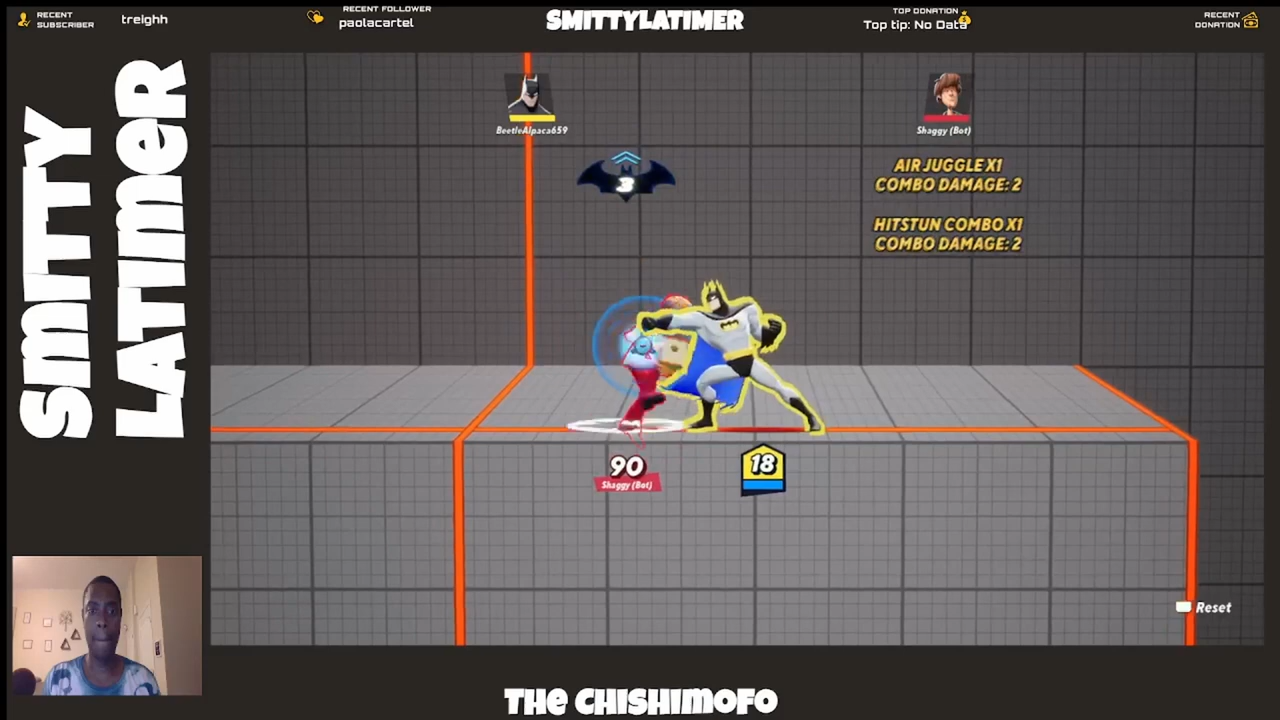 RECENT
SUBSCRIBER
treighh
RECENT FOLLOWER
paolacartel
SMITTYLATIMER
TOP DONATION
Top tip: No Data
RECENT
DONATION
SMITTY
LATIMER
BeetleAlpaca659
Shaggy (Bot)
3
AIR JUGGLE X1
COMBO DAMAGE: 2
HITSTUN COMBO X1
COMBO DAMAGE: 2
90
Shaggy (Bot)
18
Reset
THE CHISHIMOFO